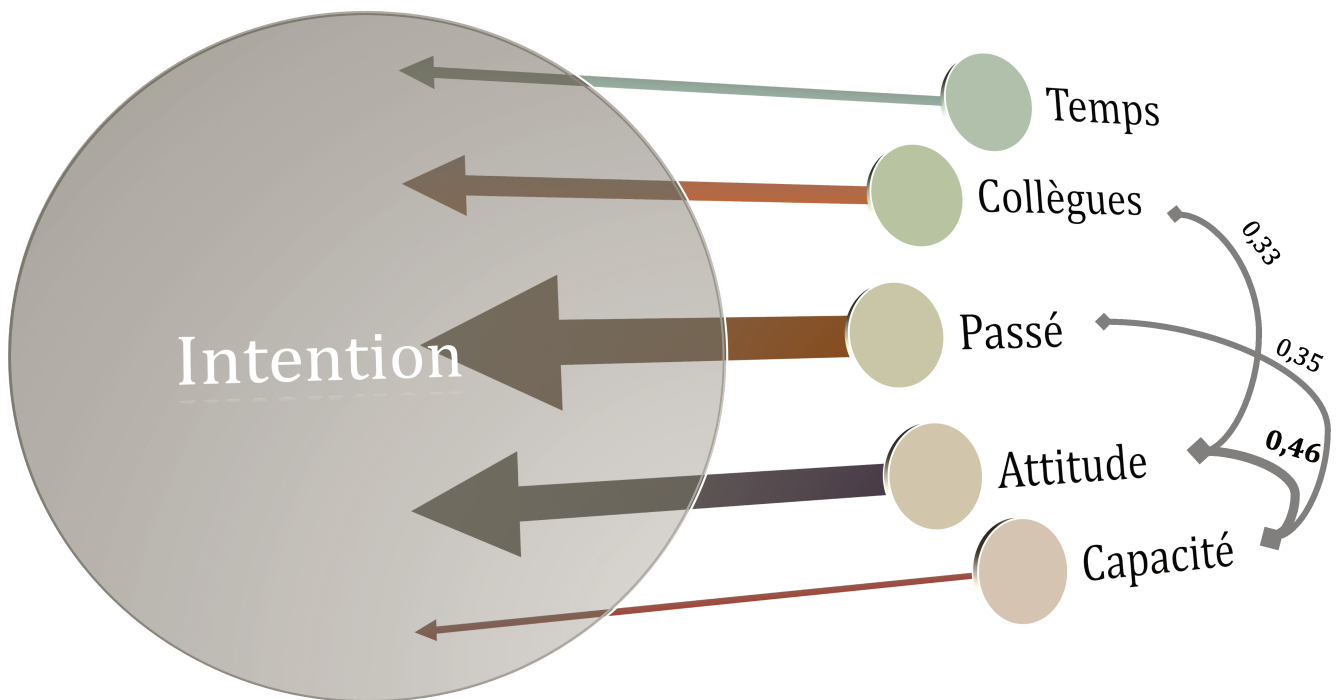 Temps
Collègues
0,33
Passé
Intention
0,35
Attitude
0,46
Capacité